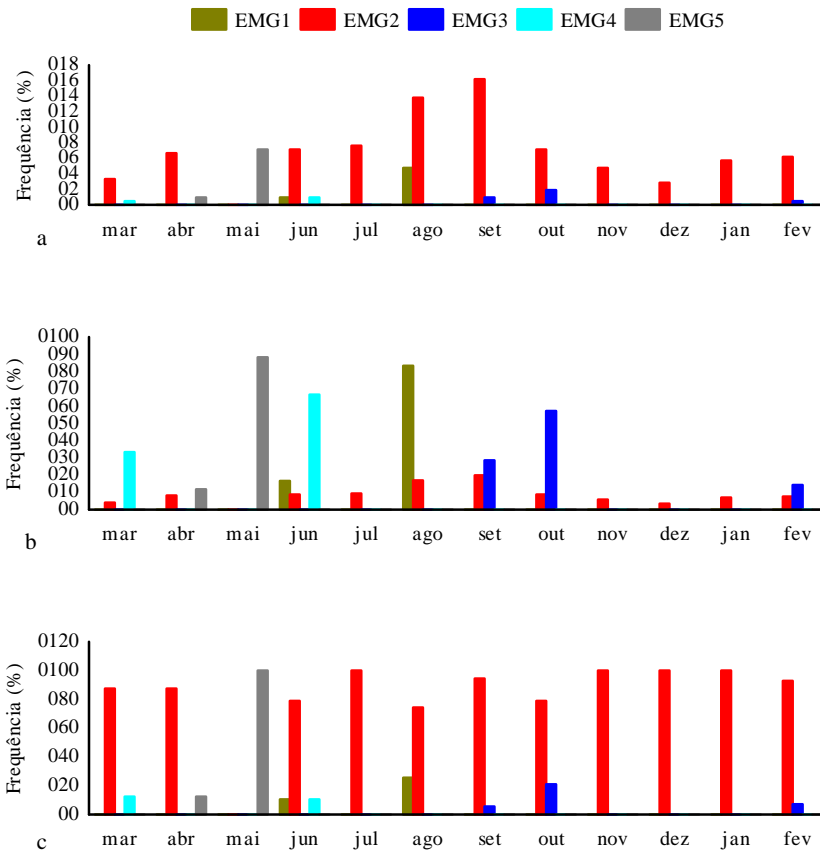 EMG1 EMG2 EMG3 EMG4 EMG5
Frequência (%)
018
016
014
012
010
08
06
04
02
00
mar abr mai jun jul ago set out nov dez jan fev
a
Frequência (%)
0100
090
080
070
060
050
040
030
020
010
00
mar abr mai jun jul ago set out nov dez jan fev
b
Frequência (%)
0120
0100
080
060
040
020
00
mar abr mai jun jul ago set out nov dez jan fev
c